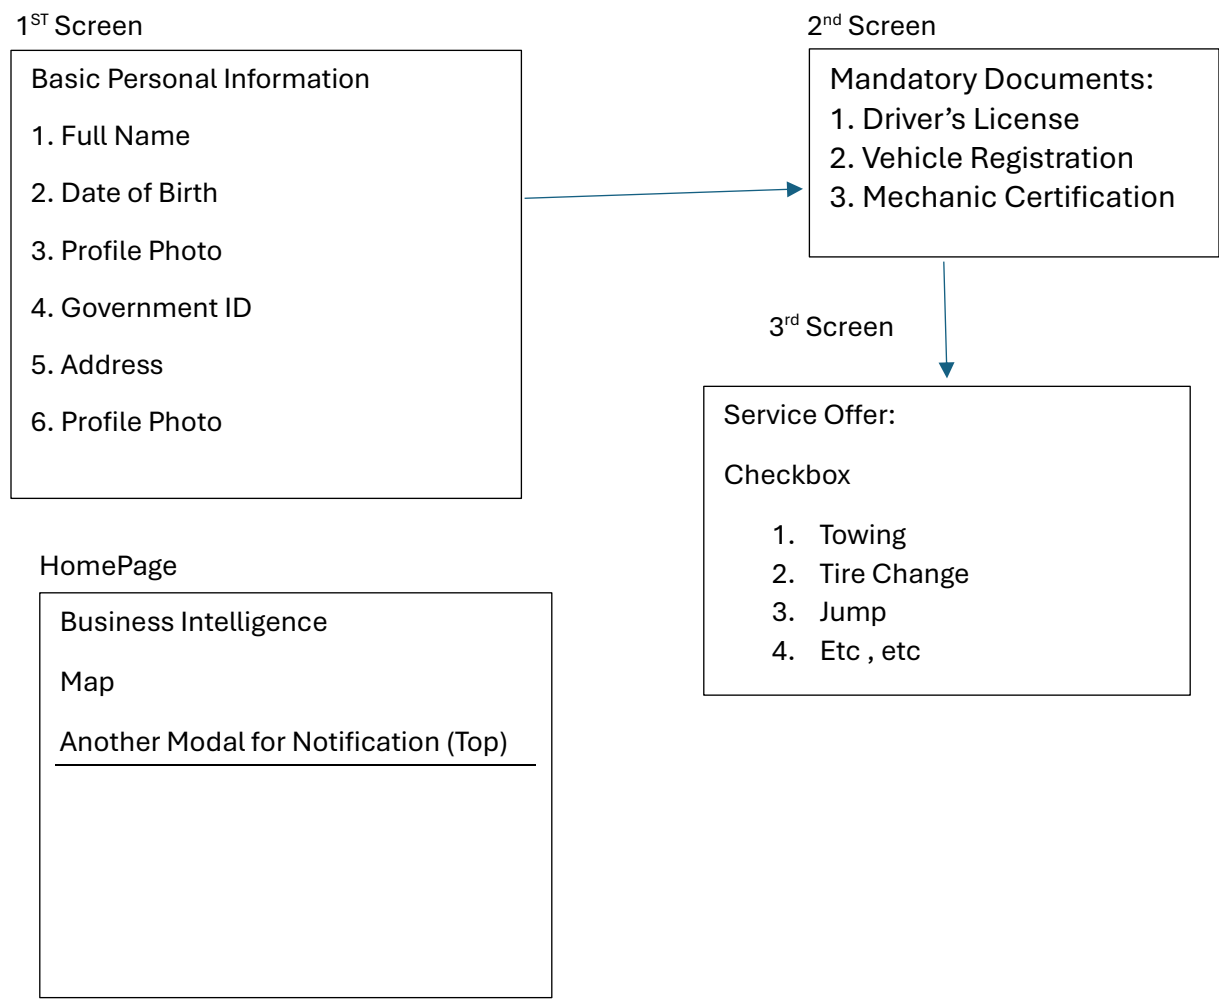 1ST Screen
Basic Personal Information
1. Full Name
2. Date of Birth
3. Profile Photo
4. Government ID
5. Address
6. Profile Photo
2nd Screen
Mandatory Documents:
1. Driver’s License
2. Vehicle Registration
3. Mechanic Certification
3rd Screen
Service Offer:
Checkbox
1. Towing
2. Tire Change
3. Jump
4. Etc , etc
HomePage
Business Intelligence
Map
Another Modal for Notification (Top)